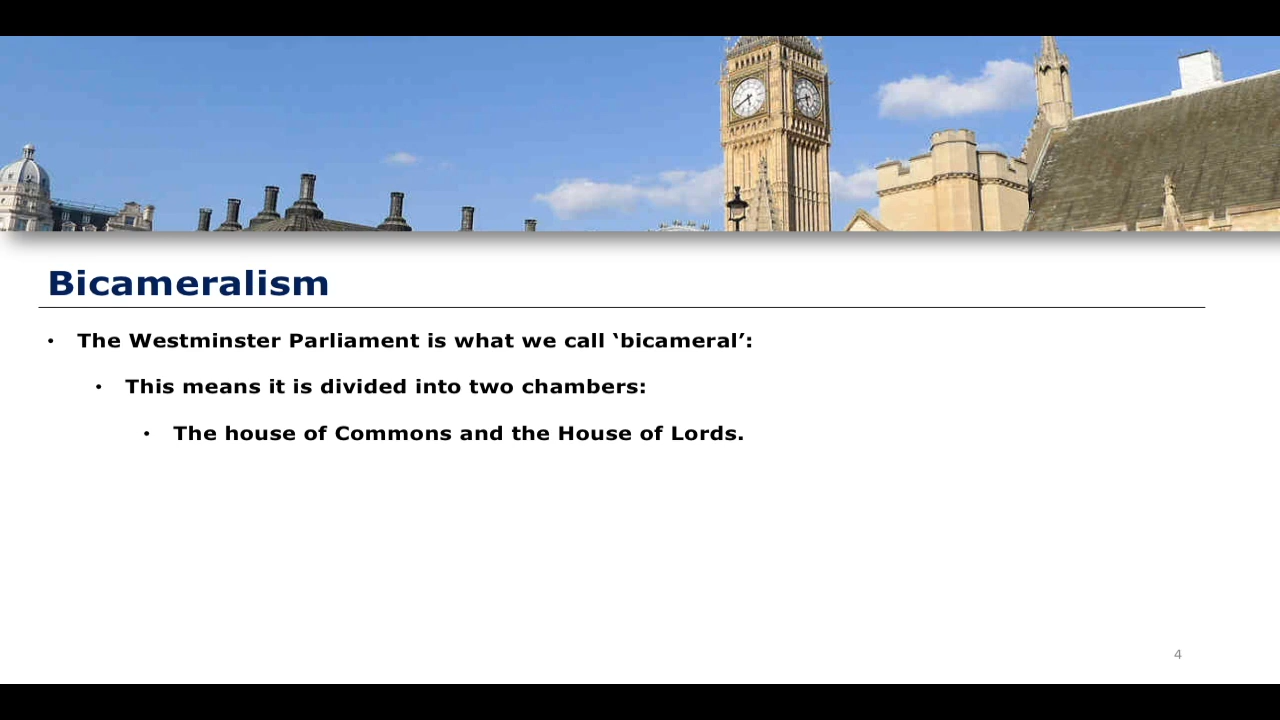 Bicameralism
• The Westminster Parliament is what we call ‘bicameral’:
• This means it is divided into two chambers:
• The house of Commons and the House of Lords.
4